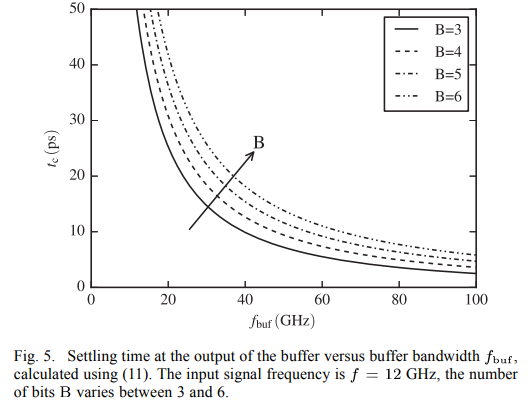 50
40
30
20
10
0
t_c (ps)
B=3
B=4
B=5
B=6
B
0 20 40 60 80 100
f_buf (GHz)
Fig. 5. Settling time at the output of the buffer versus buffer bandwidth f_buf,
calculated using (11). The input signal frequency is f = 12 GHz, the number
of bits B varies between 3 and 6.